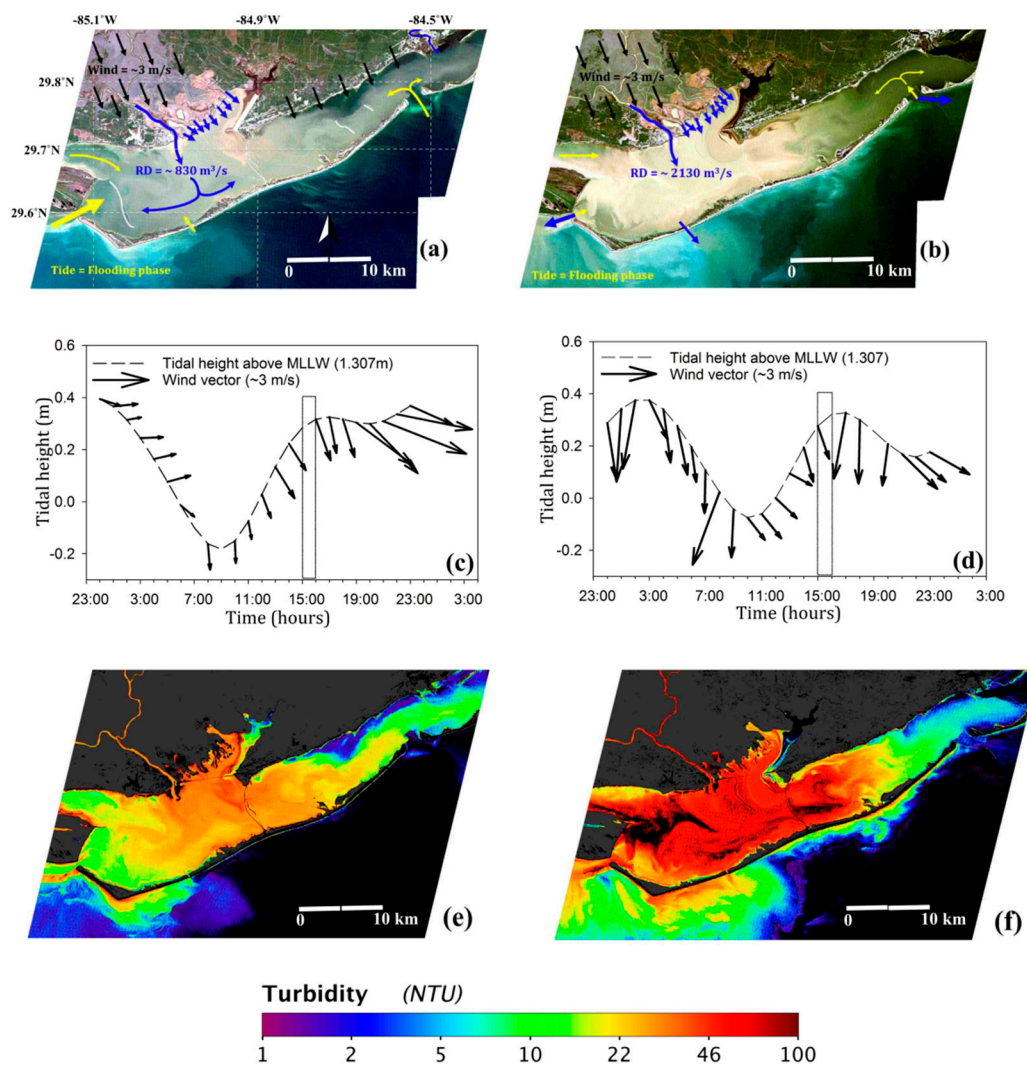 -85.1°W -84.9°W -84.5°W
29.8°N
29.7°N
29.6°N
Wind = ~3 m/s
RD = ~ 830 m³/s
Tide = Flooding phase
0 10 km
(a)
Wind = ~3 m/s
RD = ~ 2130 m³/s
Tide = Flooding phase
0 10 km
(b)
0.6
0.4
0.2
0.0
-0.2
Tidal height (m)
Tidal height above MLLW (1.307m)
Wind vector (~3 m/s)
(c)
23:00 3:00 7:00 11:00 15:00 19:00 23:00 3:00
Time (hours)
0.6
0.4
0.2
0.0
-0.2
Tidal height (m)
Tidal height above MLLW (1.307)
Wind vector (~3 m/s)
(d)
23:00 3:00 7:00 11:00 15:00 19:00 23:00 3:00
Time (hours)
0 10 km
(e)
0 10 km
(f)
Turbidity (NTU)
1 2 5 10 22 46 100